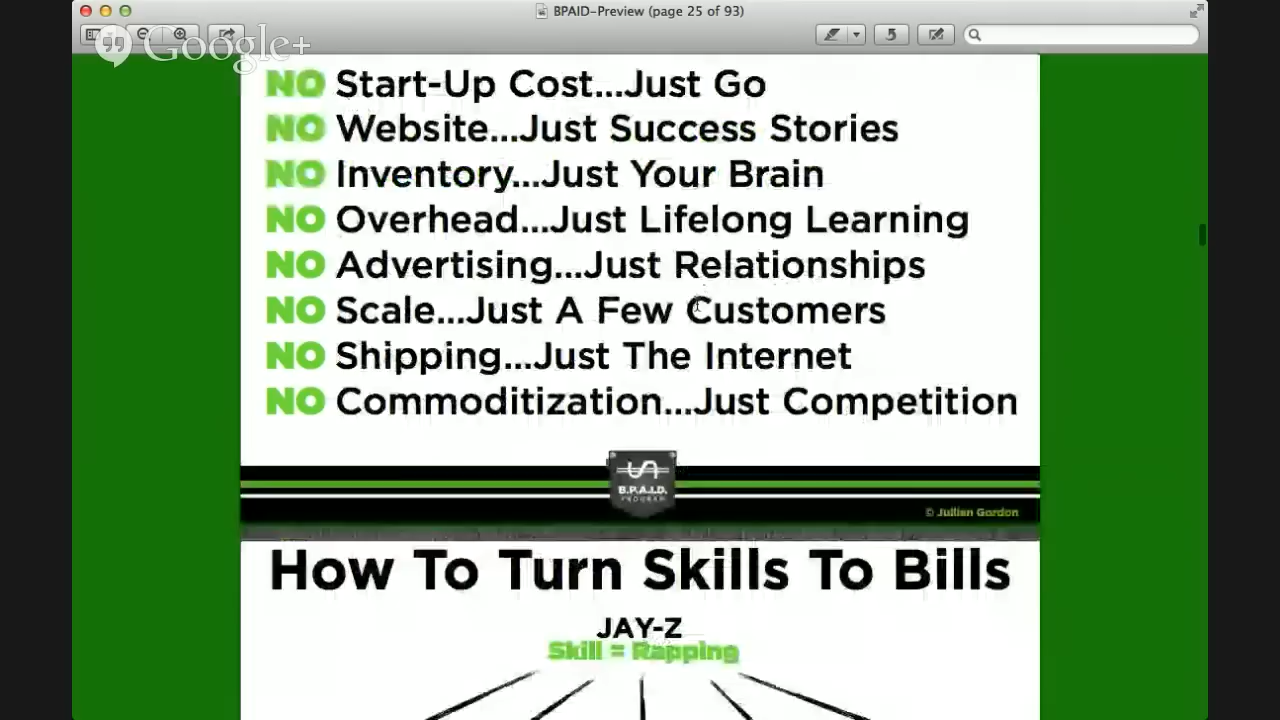 BPAID-Preview (page 25 of 93)
Google+
NO Start-Up Cost...Just Go
NO Website...Just Success Stories
NO Inventory...Just Your Brain
NO Overhead...Just Lifelong Learning
NO Advertising...Just Relationships
NO Scale...Just A Few Customers
NO Shipping...Just The Internet
NO Commoditization...Just Competition
B.P.A.I.D.
PROGRAM
© Jullien Gordon
How To Turn Skills To Bills
JAY-Z
Skill = Rapping